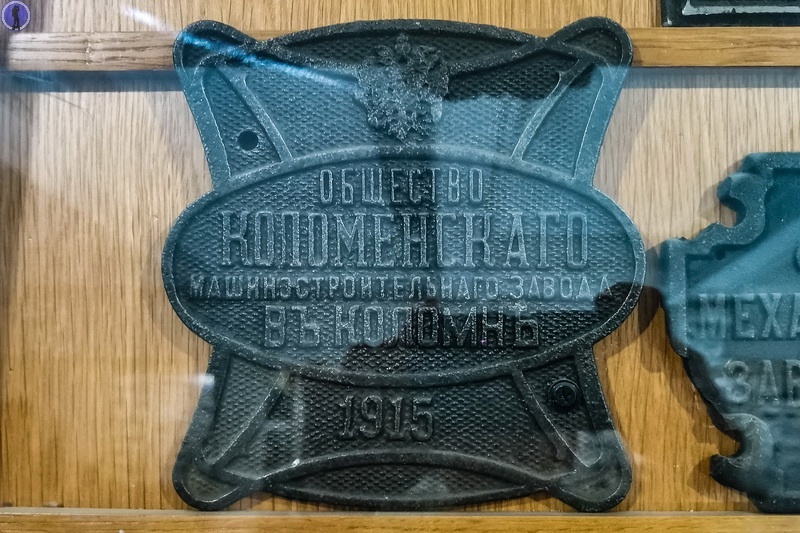 ОБЩЕСТВО
КОЛОМЕНСКАГО
МАШИНОСТРОИТЕЛЬНАГО ЗАВОДА
ВЪ КОЛОМНѢ
1915
МЕХА
ЗАВ